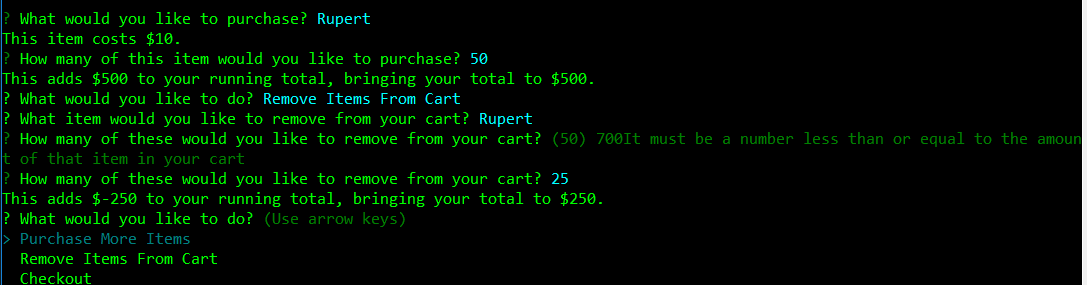 ? What would you like to purchase? Rupert
This item costs $10.
? How many of this item would you like to purchase? 50
This adds $500 to your running total, bringing your total to $500.
? What would you like to do? Remove Items From Cart
? What item would you like to remove from your cart? Rupert
? How many of these would you like to remove from your cart? (50) 700It must be a number less than or equal to the amoun
t of that item in your cart
? How many of these would you like to remove from your cart? 25
This adds $-250 to your running total, bringing your total to $250.
? What would you like to do? (Use arrow keys)
> Purchase More Items
  Remove Items From Cart
  Checkout